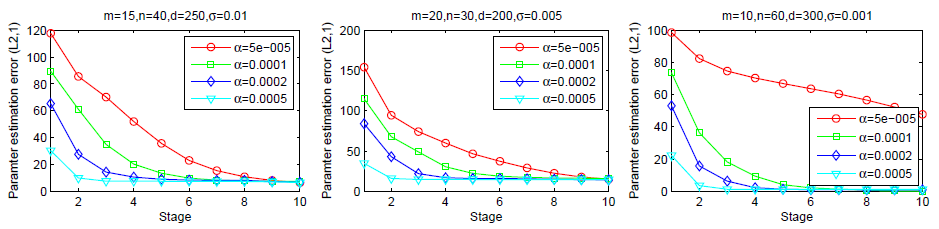 m=15,n=40,d=250,σ=0.01
Paramter estimation error (L2,1)
120
100
80
60
40
20
0
2
4
6
8
10
Stage
α=5e−005
α=0.0001
α=0.0002
α=0.0005
m=20,n=30,d=200,σ=0.005
Paramter estimation error (L2,1)
200
150
100
50
0
2
4
6
8
10
Stage
α=5e−005
α=0.0001
α=0.0002
α=0.0005
m=10,n=60,d=300,σ=0.001
Paramter estimation error (L2,1)
100
80
60
40
20
0
2
4
6
8
10
Stage
α=5e−005
α=0.0001
α=0.0002
α=0.0005